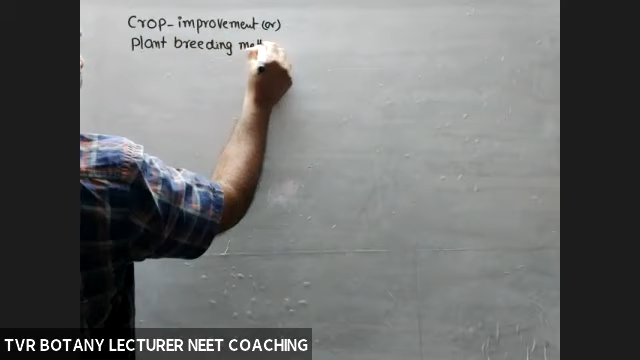 Crop-improvement (or)
Plant breeding
TVR BOTANY LECTURER NEET COACHING